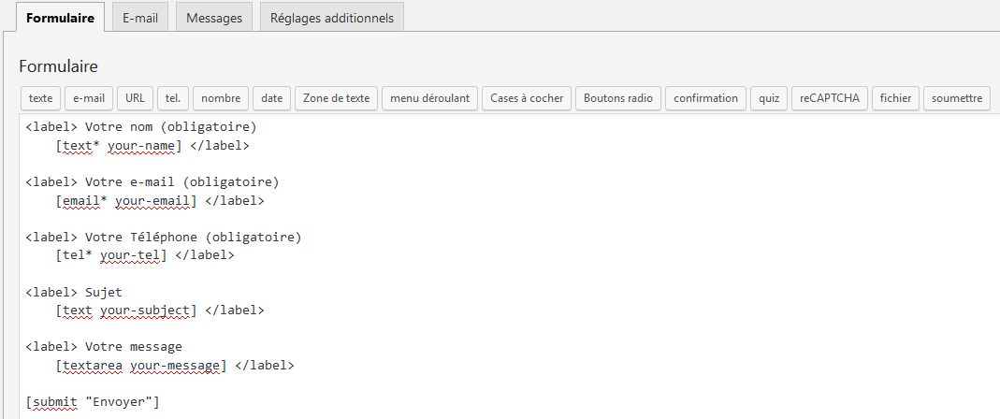 Formulaire E-mail Messages Réglages additionnels
Formulaire
texte e-mail URL tel. nombre date Zone de texte menu déroulant Cases à cocher Boutons radio confirmation quiz reCAPTCHA fichier soumettre
<label> Votre nom (obligatoire)
[text* your-name] </label>
<label> Votre e-mail (obligatoire)
[email* your-email] </label>
<label> Votre Téléphone (obligatoire)
[tel* your-tel] </label>
<label> Sujet
[text your-subject] </label>
<label> Votre message
[textarea your-message] </label>
[submit "Envoyer"]